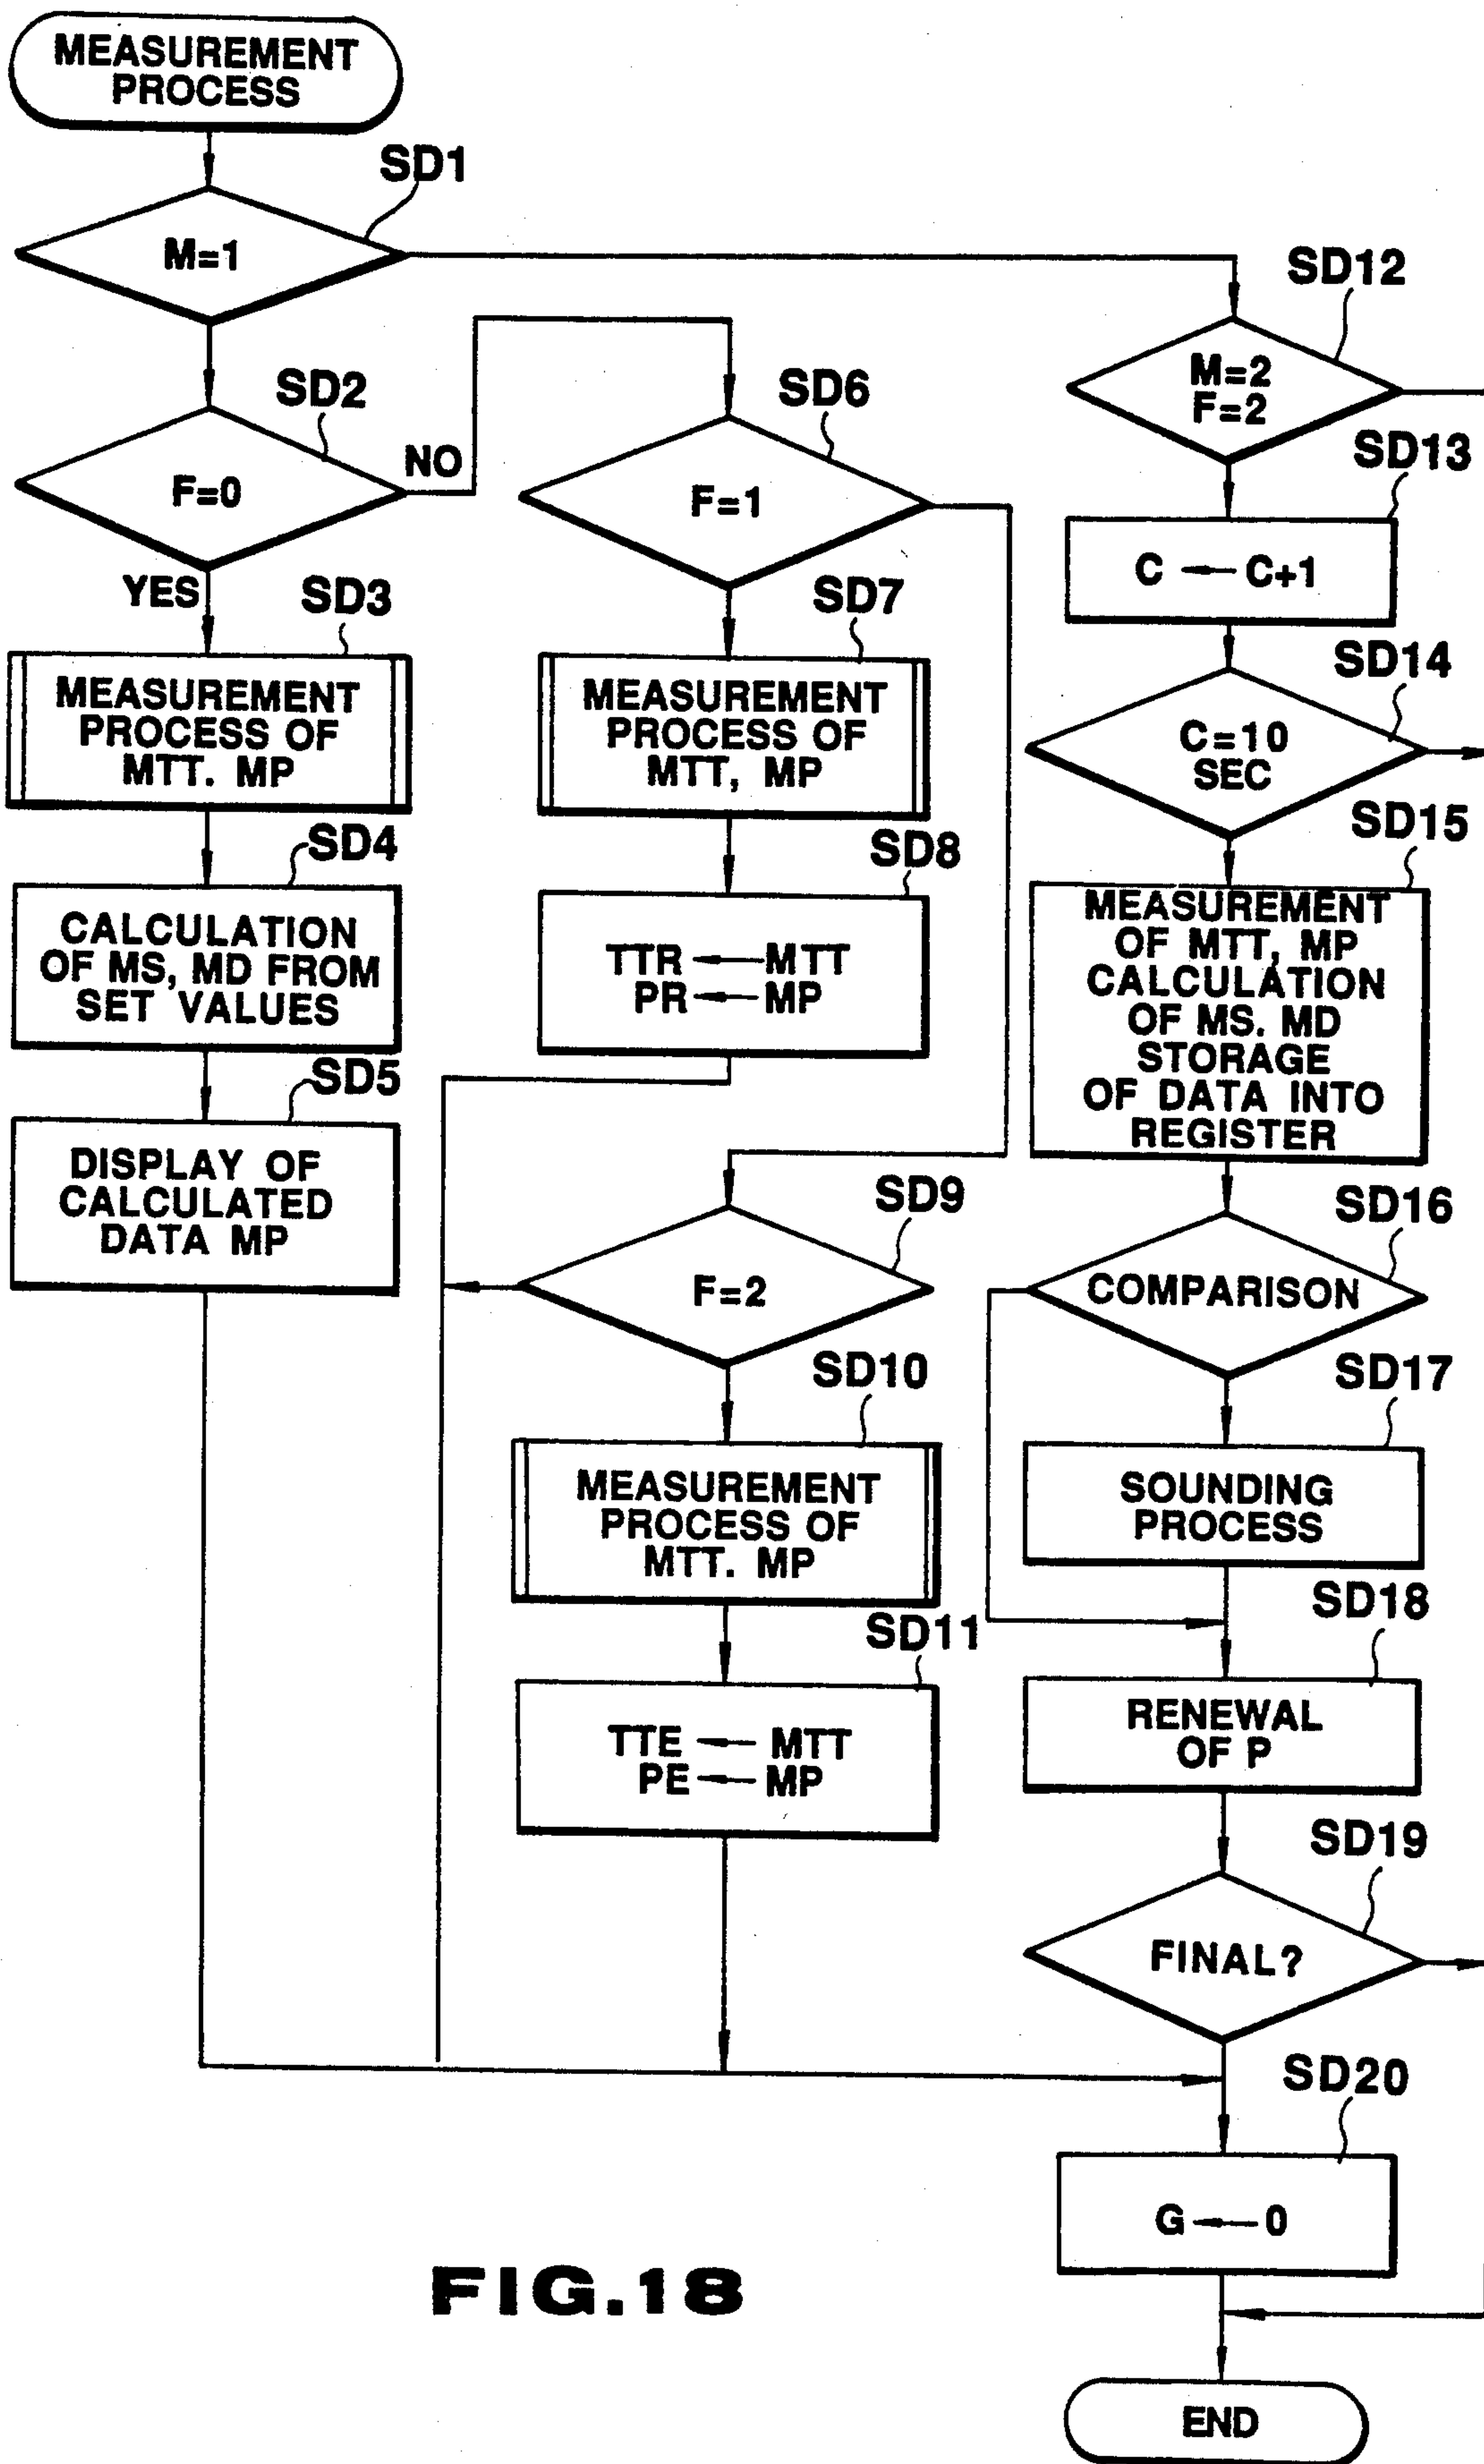 MEASUREMENT
PROCESS
SD1
M=1
SD2
F=0
NO
YES
SD3
MEASUREMENT
PROCESS OF
MTT. MP
SD4
CALCULATION
OF MS, MD FROM
SET VALUES
SD5
DISPLAY OF
CALCULATED
DATA MP
SD6
F=1
SD7
MEASUREMENT
PROCESS OF
MTT, MP
SD8
TTR ← MTT
PR ← MP
SD9
F=2
SD10
MEASUREMENT
PROCESS OF
MTT. MP
SD11
TTE ← MTT
PE ← MP
SD12
M=2
F=2
SD13
C ← C+1
SD14
C=10
SEC
SD15
MEASUREMENT
OF MTT, MP
CALCULATION
OF MS. MD
STORAGE
OF DATA INTO
REGISTER
SD16
COMPARISON
SD17
SOUNDING
PROCESS
SD18
RENEWAL
OF P
SD19
FINAL?
SD20
G ← 0
END
FIG.18